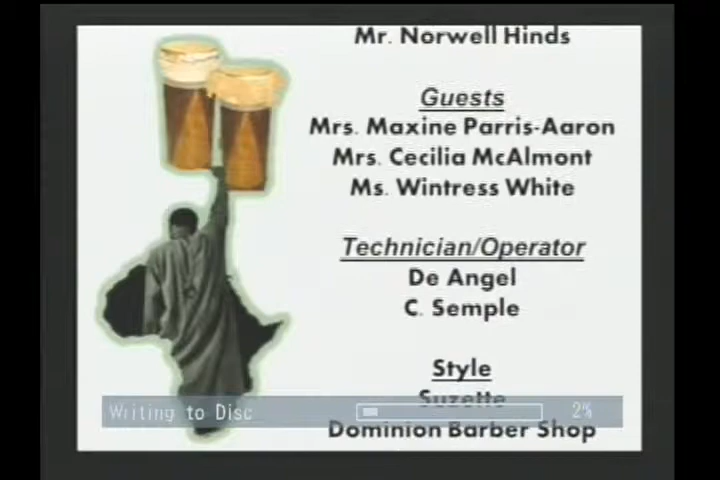 Mr. Norwell Hinds
Guests
Mrs. Maxine Parris-Aaron
Mrs. Cecilia McAlmont
Ms. Wintress White
Technician/Operator
De Angel
C. Semple
Style
Suzette
Writing to Disc 2%
Dominion Barber Shop